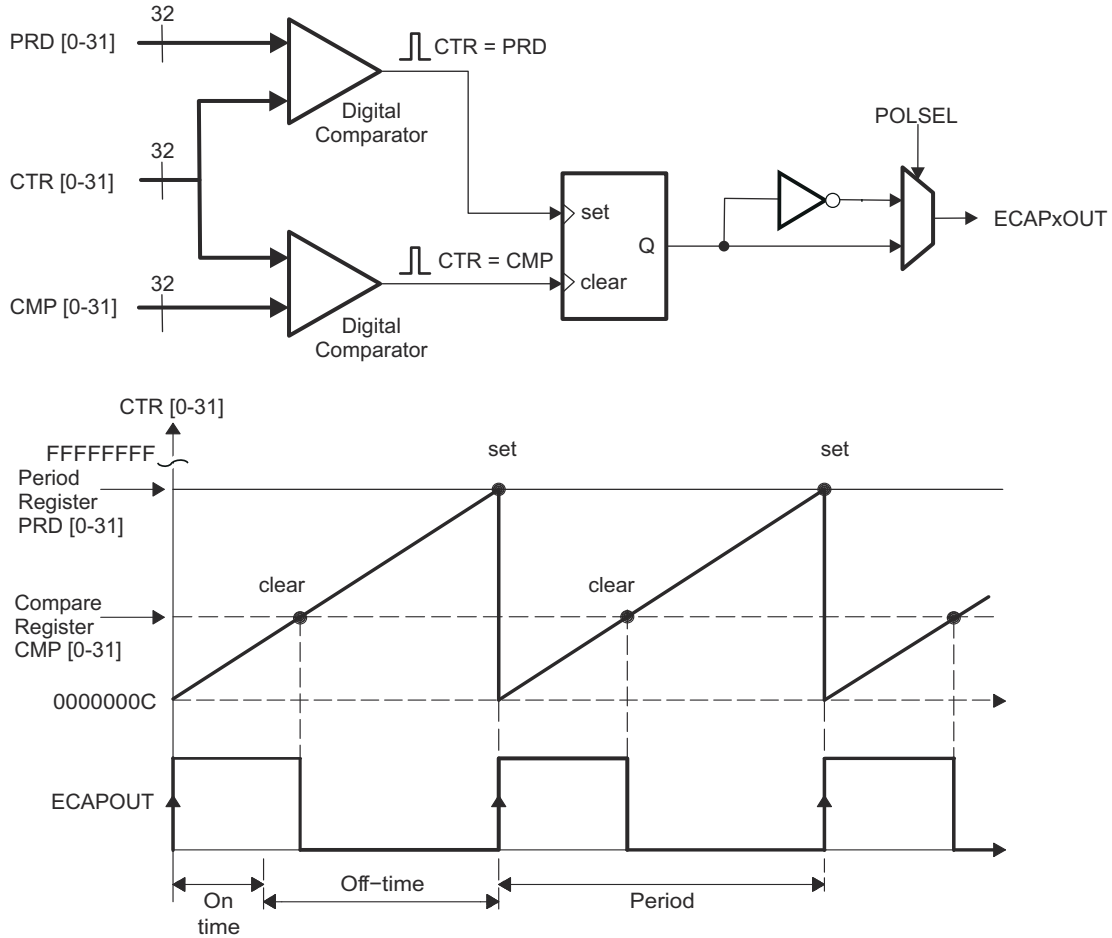 32
PRD [0-31]
CTR = PRD
Digital
Comparator
POLSEL
32
CTR [0-31]
set
Q
ECAPxOUT
CTR = CMP
clear
32
CMP [0-31]
Digital
Comparator
CTR [0-31]
FFFFFFFF
set
set
Period
Register
PRD [0-31]
clear
clear
Compare
Register
CMP [0-31]
0000000C
ECAPOUT
On
time
Off−time
Period